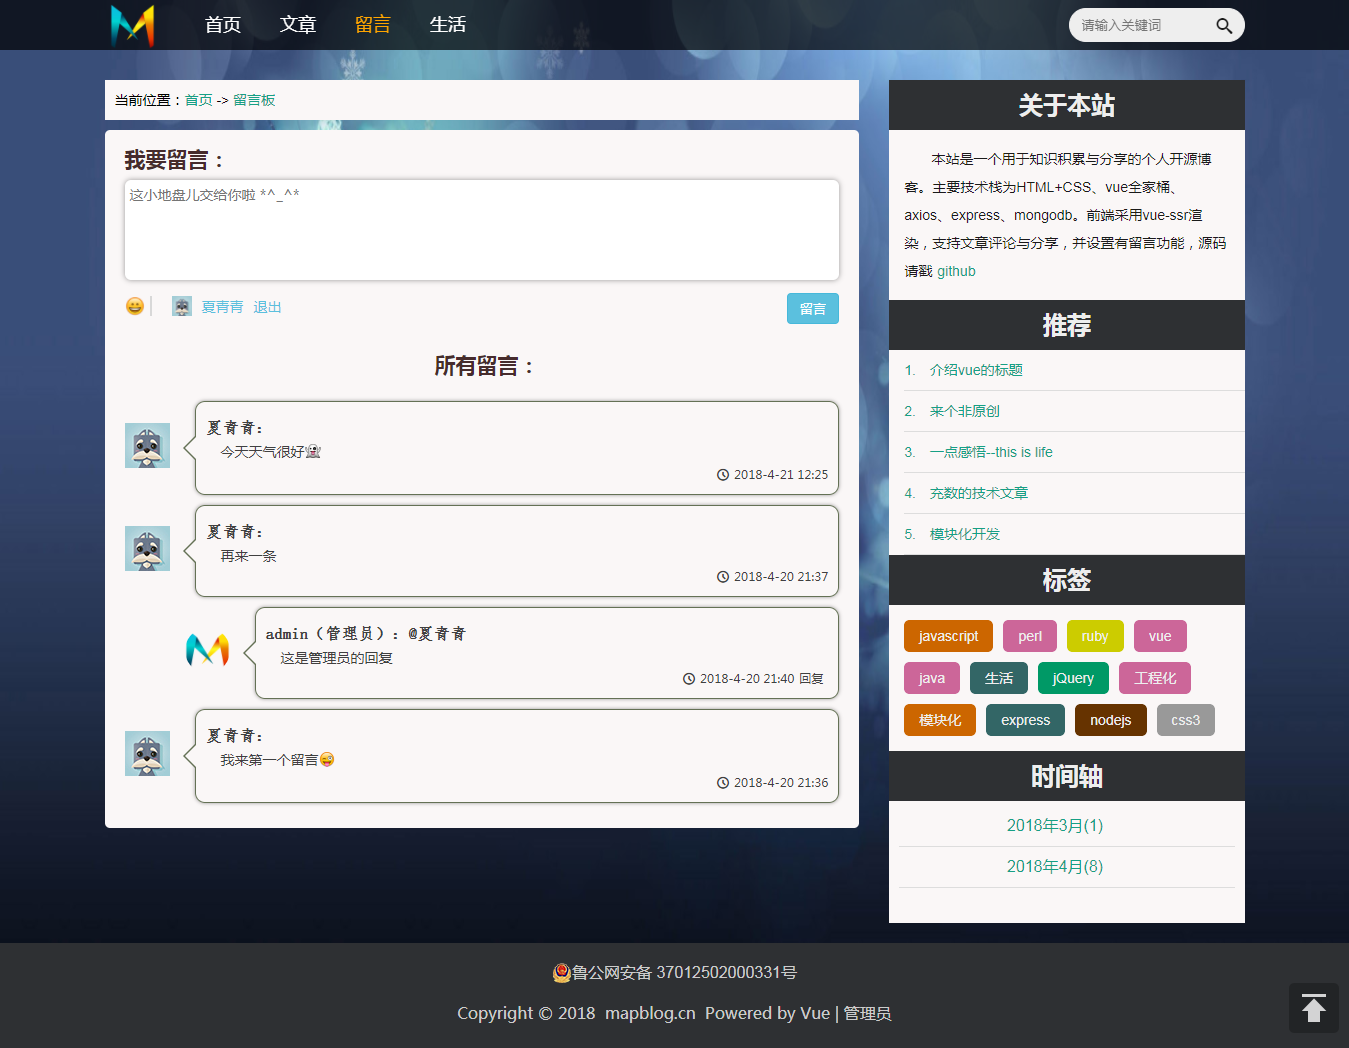 首页 文章 留言 生活
请输入关键词
当前位置：首页 -> 留言板
我要留言：
这小地盘儿交给你啦 *^_^*
夏青青 退出
留言
所有留言：
夏青青：
今天天气很好👻
2018-4-21 12:25
夏青青：
再来一条
2018-4-20 21:37
admin（管理员）：@夏青青
这是管理员的回复
2018-4-20 21:40 回复
夏青青：
我来第一个留言😜
2018-4-20 21:36
关于本站
本站是一个用于知识积累与分享的个人开源博
客。主要技术栈为HTML+CSS、vue全家桶、
axios、express、mongodb。前端采用vue-ssr渲
染，支持文章评论与分享，并设置有留言功能，源码
请戳 github
推荐
1. 介绍vue的标题
2. 来个非原创
3. 一点感悟--this is life
4. 充数的技术文章
5. 模块化开发
标签
javascript perl ruby vue
java 生活 jQuery 工程化
模块化 express nodejs css3
时间轴
2018年3月(1)
2018年4月(8)
鲁公网安备 37012502000331号
Copyright © 2018 mapblog.cn Powered by Vue | 管理员